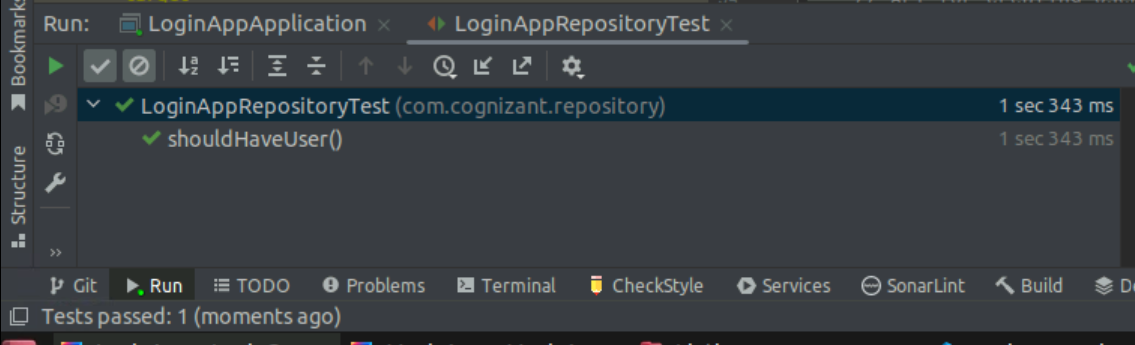 Bookmarks
Structure
Run: LoginAppApplication × LoginAppRepositoryTest ×
LoginAppRepositoryTest (com.cognizant.repository) 1 sec 343 ms
shouldHaveUser() 1 sec 343 ms
Git Run TODO Problems Terminal CheckStyle Services SonarLint Build
Tests passed: 1 (moments ago)